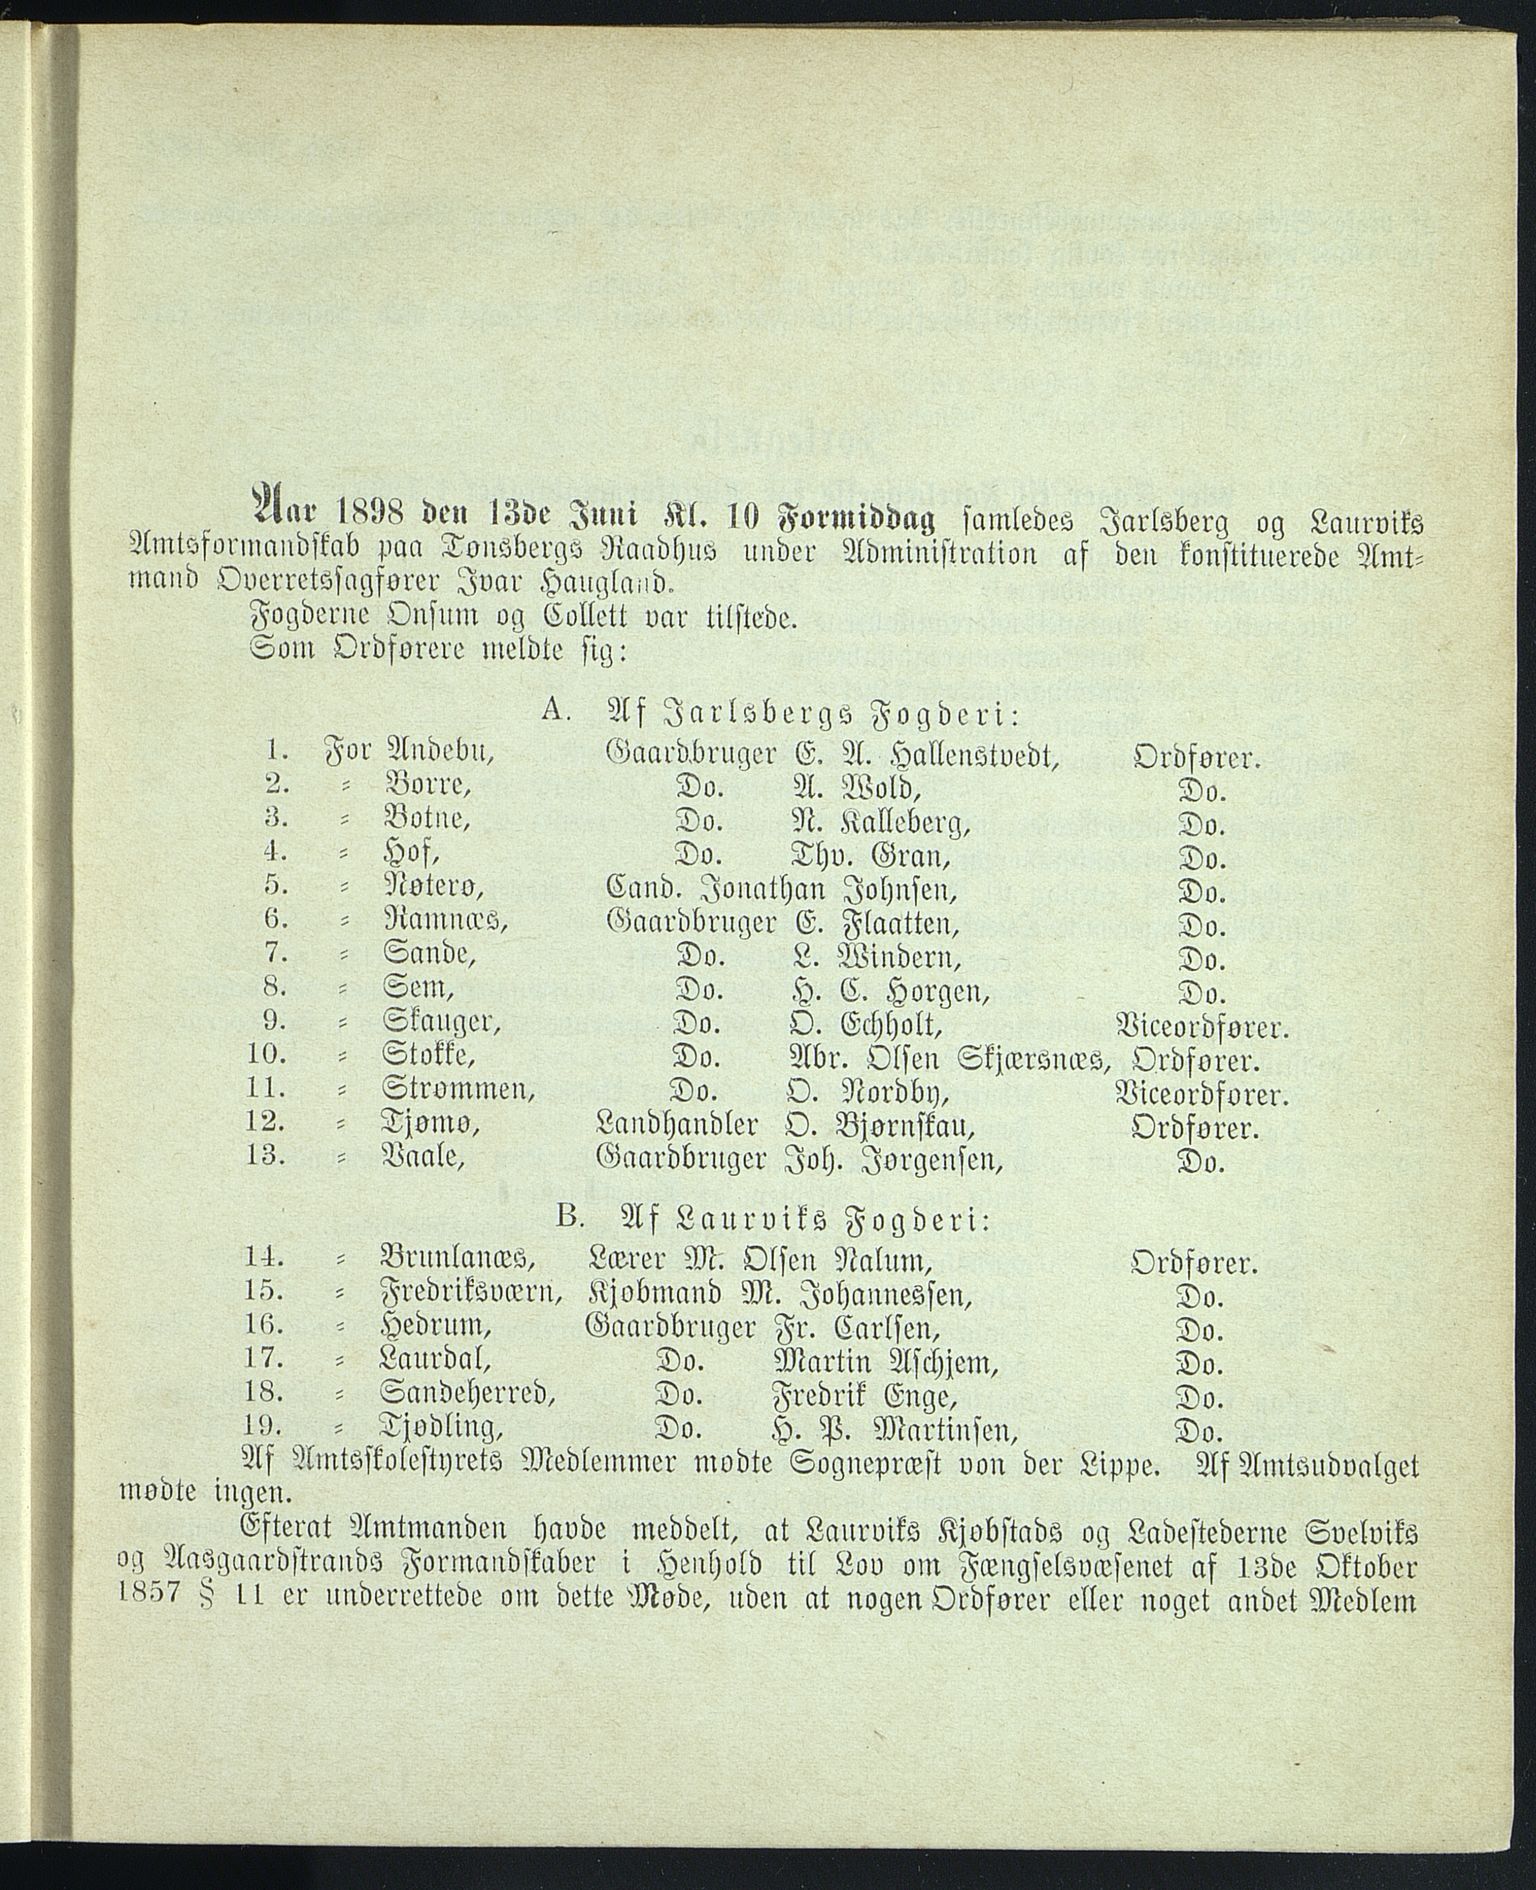 Aar 1898 den 13de Juni Kl. 10 Formiddag samledes Jarlsberg og Laurviks
Amtsformandskab paa Tønsbergs Raadhus under Administration af den konstituerede Amt-
mand Overretssagfører Ivar Haugland.
Fogderne Onsum og Collett var tilstede.
Som Ordførere meldte sig:
A. Af Jarlsbergs Fogderi:
1. For Andebu, Gaardbruger E. A. Hallenstvedt, Ordfører.
2. " Borre, Do. A. Wold, Do.
3. " Botne, Do. N. Kalleberg, Do.
4. " Hof, Do. Thv. Gran, Do.
5. " Nøterø, Cand. Jonathan Johnsen, Do.
6. " Ramnæs, Gaardbruger E. Flaatten, Do.
7. " Sande, Do. L. Windern, Do.
8. " Sem, Do. H. C. Horgen, Do.
9. " Skauger, Do. O. Echholt, Viceordfører.
10. " Stokke, Do. Abr. Olsen Skjærsnæs, Ordfører.
11. " Strømmen, Do. O. Nordby, Viceordfører.
12. " Tjømø, Landhandler O. Bjørnskau, Ordfører.
13. " Vaale, Gaardbruger Joh. Jørgensen, Do.
B. Af Laurviks Fogderi:
14. " Brunlanæs, Lærer M. Olsen Nalum, Ordfører.
15. " Fredriksværn, Kjøbmand M. Johannessen, Do.
16. " Hedrum, Gaardbruger Fr. Carlsen, Do.
17. " Laurdal, Do. Martin Aschjem, Do.
18. " Sandeherred, Do. Fredrik Enge, Do.
19. " Tjødling, Do. H. P. Martinsen, Do.
Af Amtsskolestyrets Medlemmer mødte Sognepræst von der Lippe. Af Amtsudvalget
mødte ingen.
Efterat Amtmanden havde meddelt, at Laurviks Kjøbstads og Ladestederne Svelviks
og Aasgaardstrands Formandskaber i Henhold til Lov om Fængselsvæsenet af 13de Oktober
1857 § 11 er underrettede om dette Møde, uden at nogen Ordfører eller noget andet Medlem